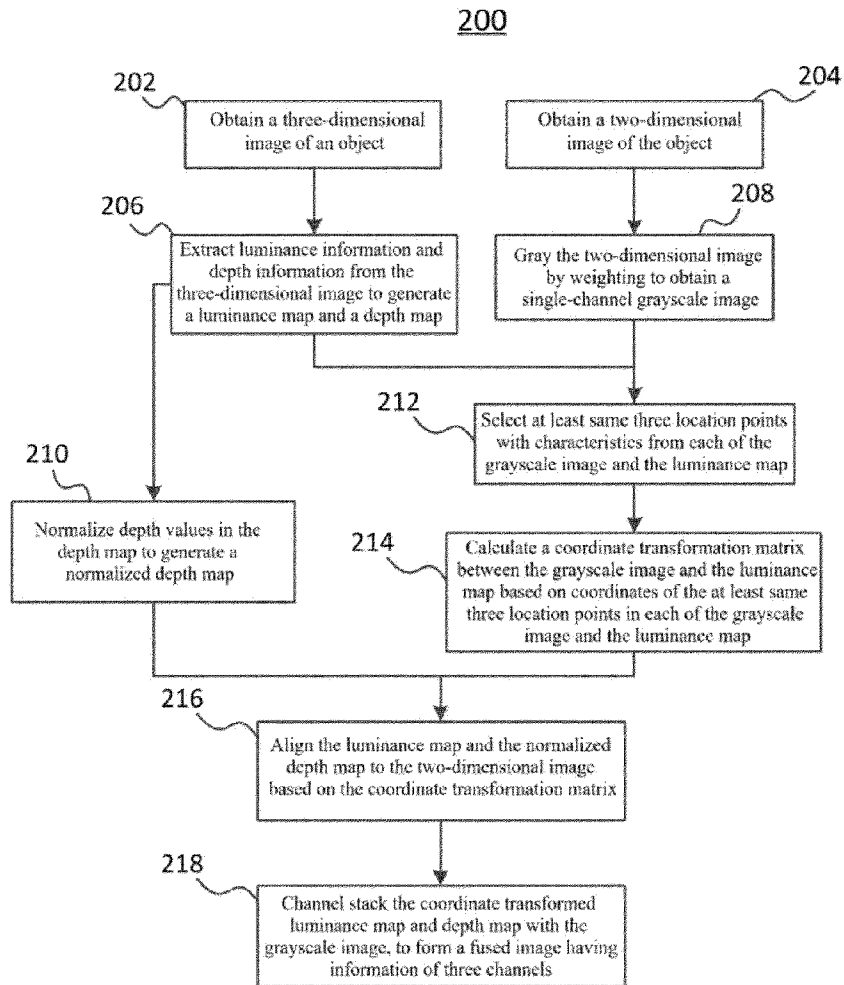 200
202
204
Obtain a three-dimensional
image of an object
Obtain a two-dimensional
image of the object
206
208
Extract luminance information and
depth information from the
three-dimensional image to generate
a luminance map and a depth map
Gray the two-dimensional image
by weighting to obtain a
single-channel grayscale image
212
Select at least same three location points
with characteristics from each of the
grayscale image and the luminance map
210
Normalize depth values in the
depth map to generate a
normalized depth map
214
Calculate a coordinate transformation matrix
between the grayscale image and the luminance
map based on coordinates of the at least same
three location points in each of the grayscale
image and the luminance map
216
Align the luminance map and the normalized
depth map to the two-dimensional image
based on the coordinate transformation matrix
218
Channel stack the coordinate transformed
luminance map and depth map with the
grayscale image, to form a fused image having
information of three channels